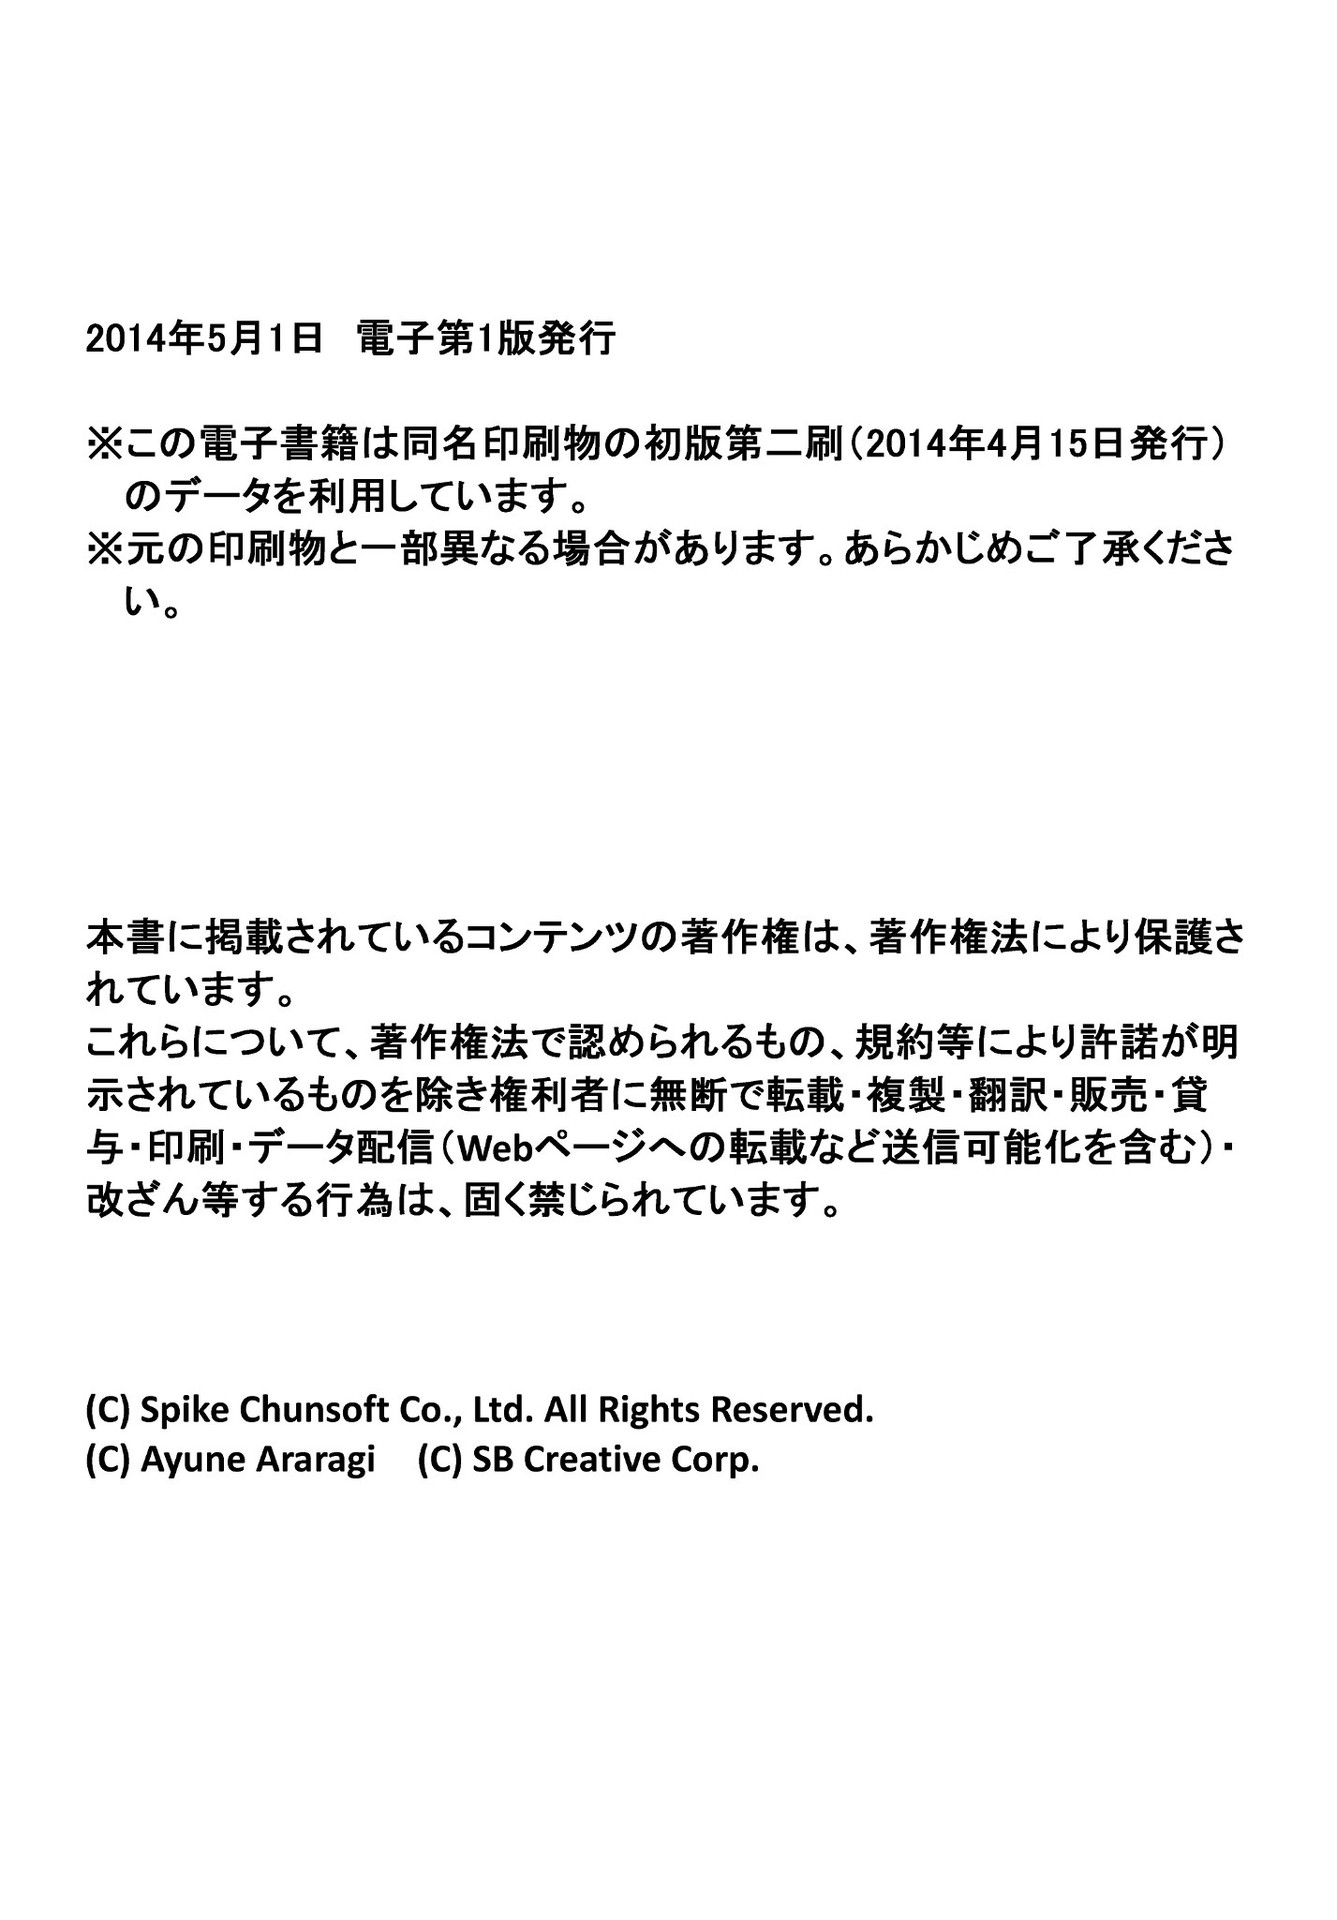 2014年5月1日　電子第1版発行
※この電子書籍は同名印刷物の初版第二刷（2014年4月15日発行）
のデータを利用しています。
※元の印刷物と一部異なる場合があります。あらかじめご了承くださ
い。
本書に掲載されているコンテンツの著作権は、著作権法により保護さ
れています。
これらについて、著作権法で認められるもの、規約等により許諾が明
示されているものを除き権利者に無断で転載・複製・翻訳・販売・貸
与・印刷・データ配信（Webページへの転載など送信可能化を含む）・
改ざん等する行為は、固く禁じられています。
(C) Spike Chunsoft Co., Ltd. All Rights Reserved.
(C) Ayune Araragi　(C) SB Creative Corp.